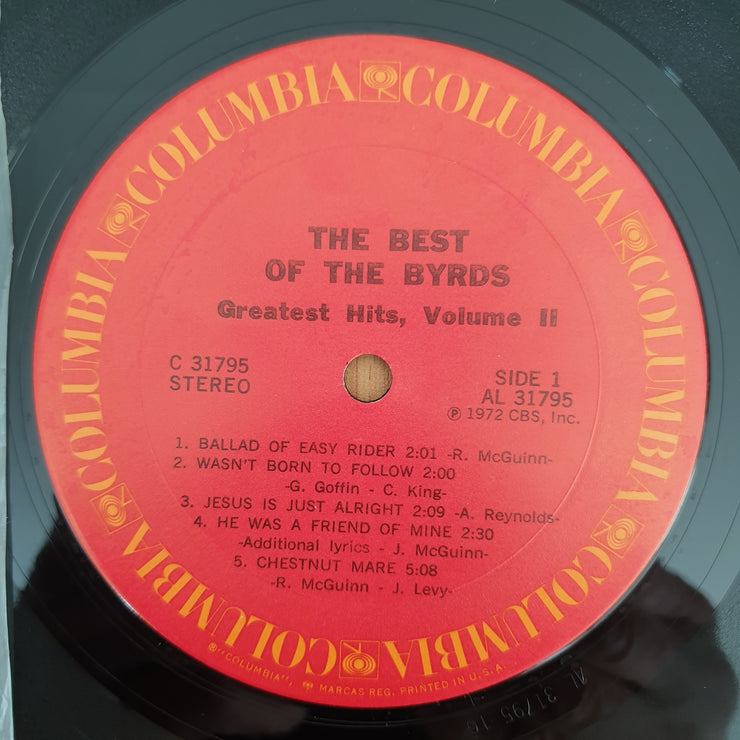 COLUMBIA COLUMBIA COLUMBIA COLUMBIA COLUMBIA COLUMBIA COLUMBIA
THE BEST
OF THE BYRDS
Greatest Hits, Volume II
C 31795
STEREO
SIDE 1
AL 31795
Ⓟ 1972 CBS, Inc.
1. BALLAD OF EASY RIDER 2:01 -R. McGuinn-
2. WASN'T BORN TO FOLLOW 2:00
-G. Goffin - C. King-
3. JESUS IS JUST ALRIGHT 2:09 -A. Reynolds-
4. HE WAS A FRIEND OF MINE 2:30
-Additional lyrics - J. McGuinn-
5. CHESTNUT MARE 5:08
-R. McGuinn - J. Levy-
®"COLUMBIA", MARCAS REG. PRINTED IN U.S.A.
AL 31795